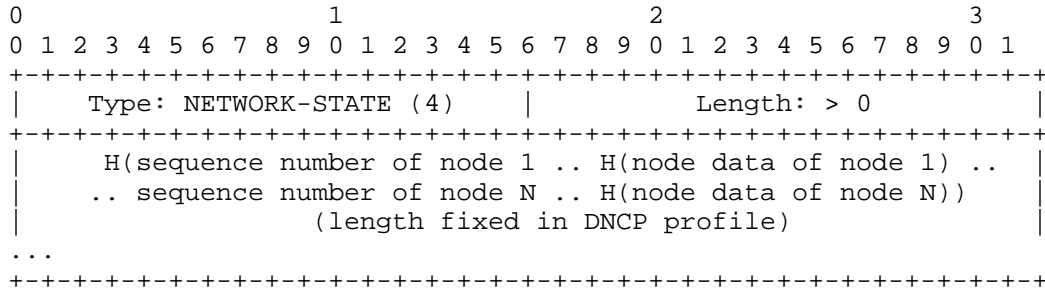 0                   1                   2                   3
0 1 2 3 4 5 6 7 8 9 0 1 2 3 4 5 6 7 8 9 0 1 2 3 4 5 6 7 8 9 0 1
+-+-+-+-+-+-+-+-+-+-+-+-+-+-+-+-+-+-+-+-+-+-+-+-+-+-+-+-+-+-+-+-+
|    Type: NETWORK-STATE (4)    |          Length: > 0          |
+-+-+-+-+-+-+-+-+-+-+-+-+-+-+-+-+-+-+-+-+-+-+-+-+-+-+-+-+-+-+-+-+
|     H(sequence number of node 1 .. H(node data of node 1) ..  |
|    .. sequence number of node N .. H(node data of node N))    |
|                  (length fixed in DNCP profile)               |
...
+-+-+-+-+-+-+-+-+-+-+-+-+-+-+-+-+-+-+-+-+-+-+-+-+-+-+-+-+-+-+-+-+